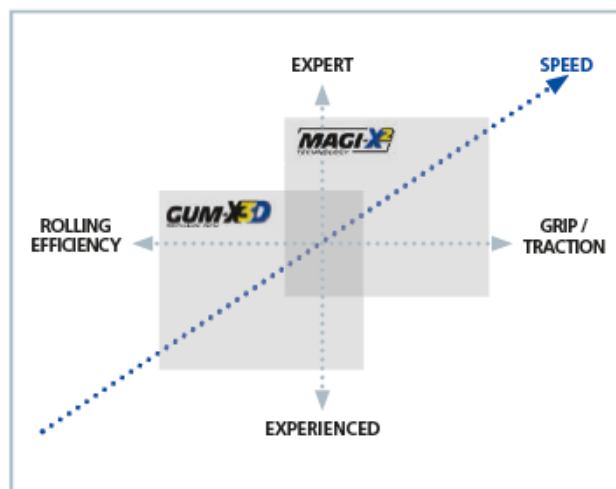 EXPERT
SPEED
MAGI-X2
TECHNOLOGY
GUM-X3D
ROLLING
EFFICIENCY
GRIP /
TRACTION
EXPERIENCED